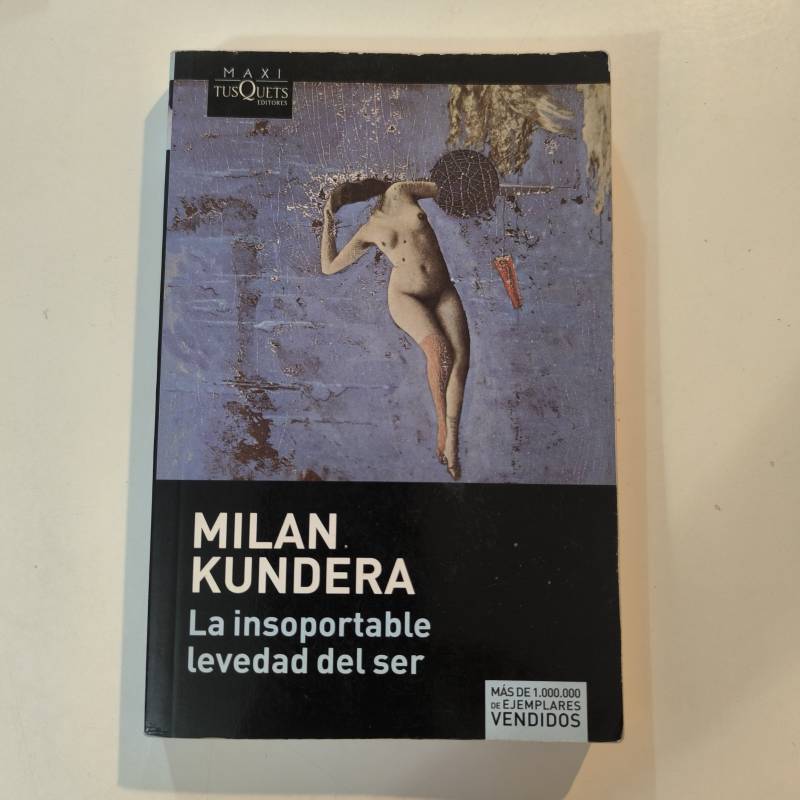 MAXI
TUSQUETS
EDITORES
MILAN
KUNDERA
La insoportable
levedad del ser
MÁS DE 1.000.000
DE EJEMPLARES
VENDIDOS